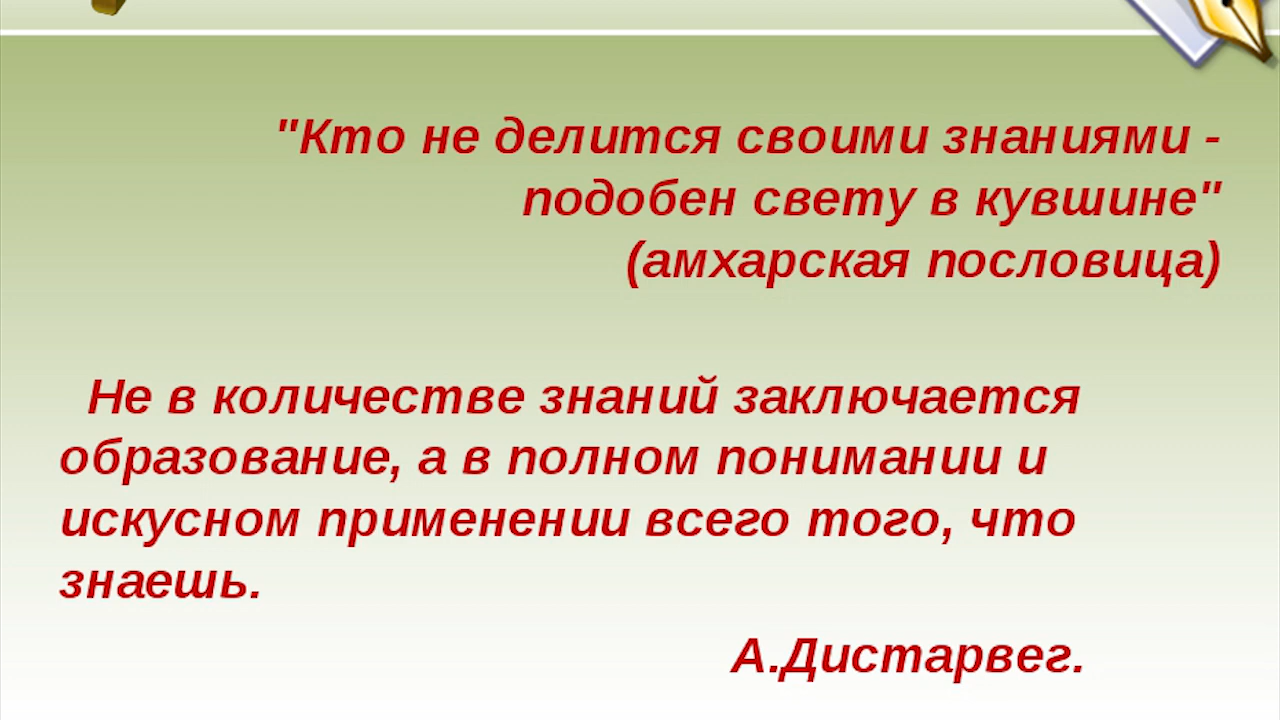 "Кто не делится своими знаниями -
подобен свету в кувшине"
(амхарская пословица)
Не в количестве знаний заключается
образование, а в полном понимании и
искусном применении всего того, что
знаешь.
А.Дистарвег.